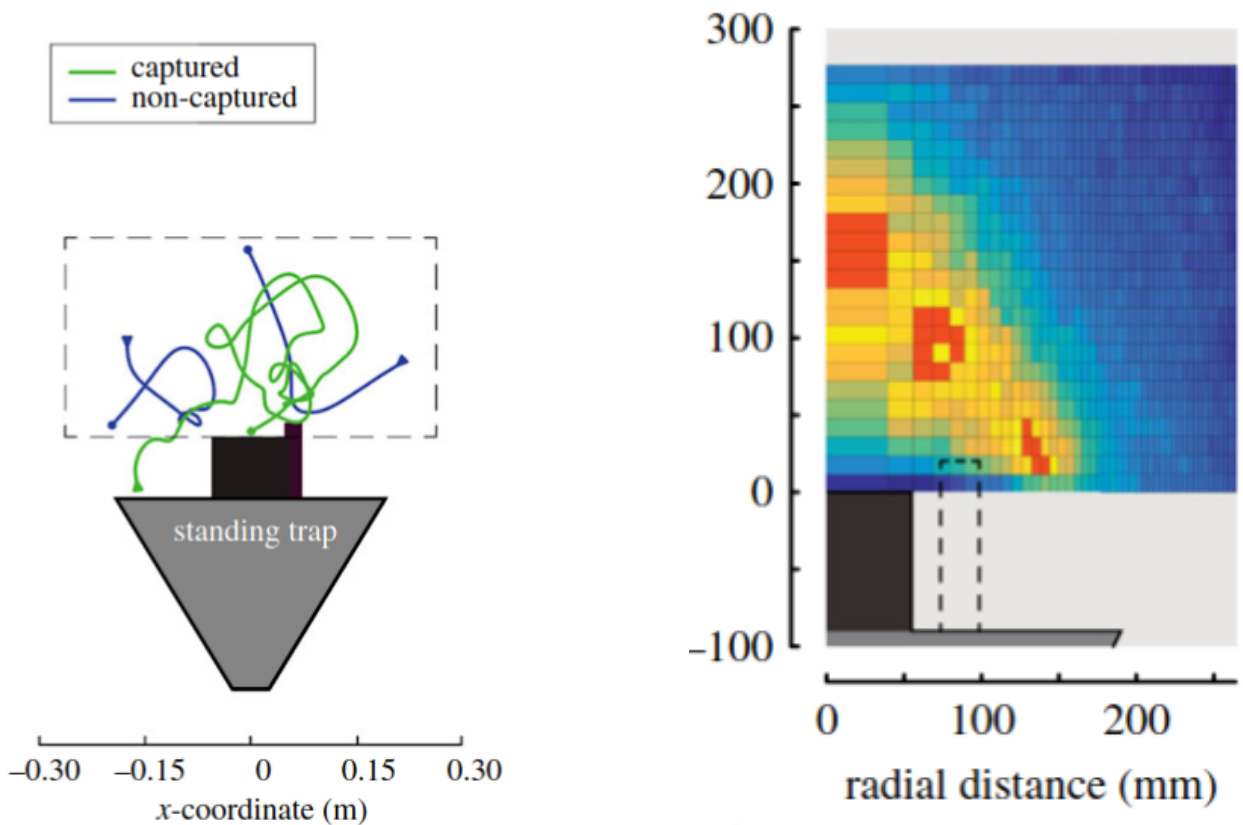 captured
non-captured
standing trap
–0.30 –0.15 0 0.15 0.30
x-coordinate (m)
300
200
100
0
–100
0 100 200
radial distance (mm)